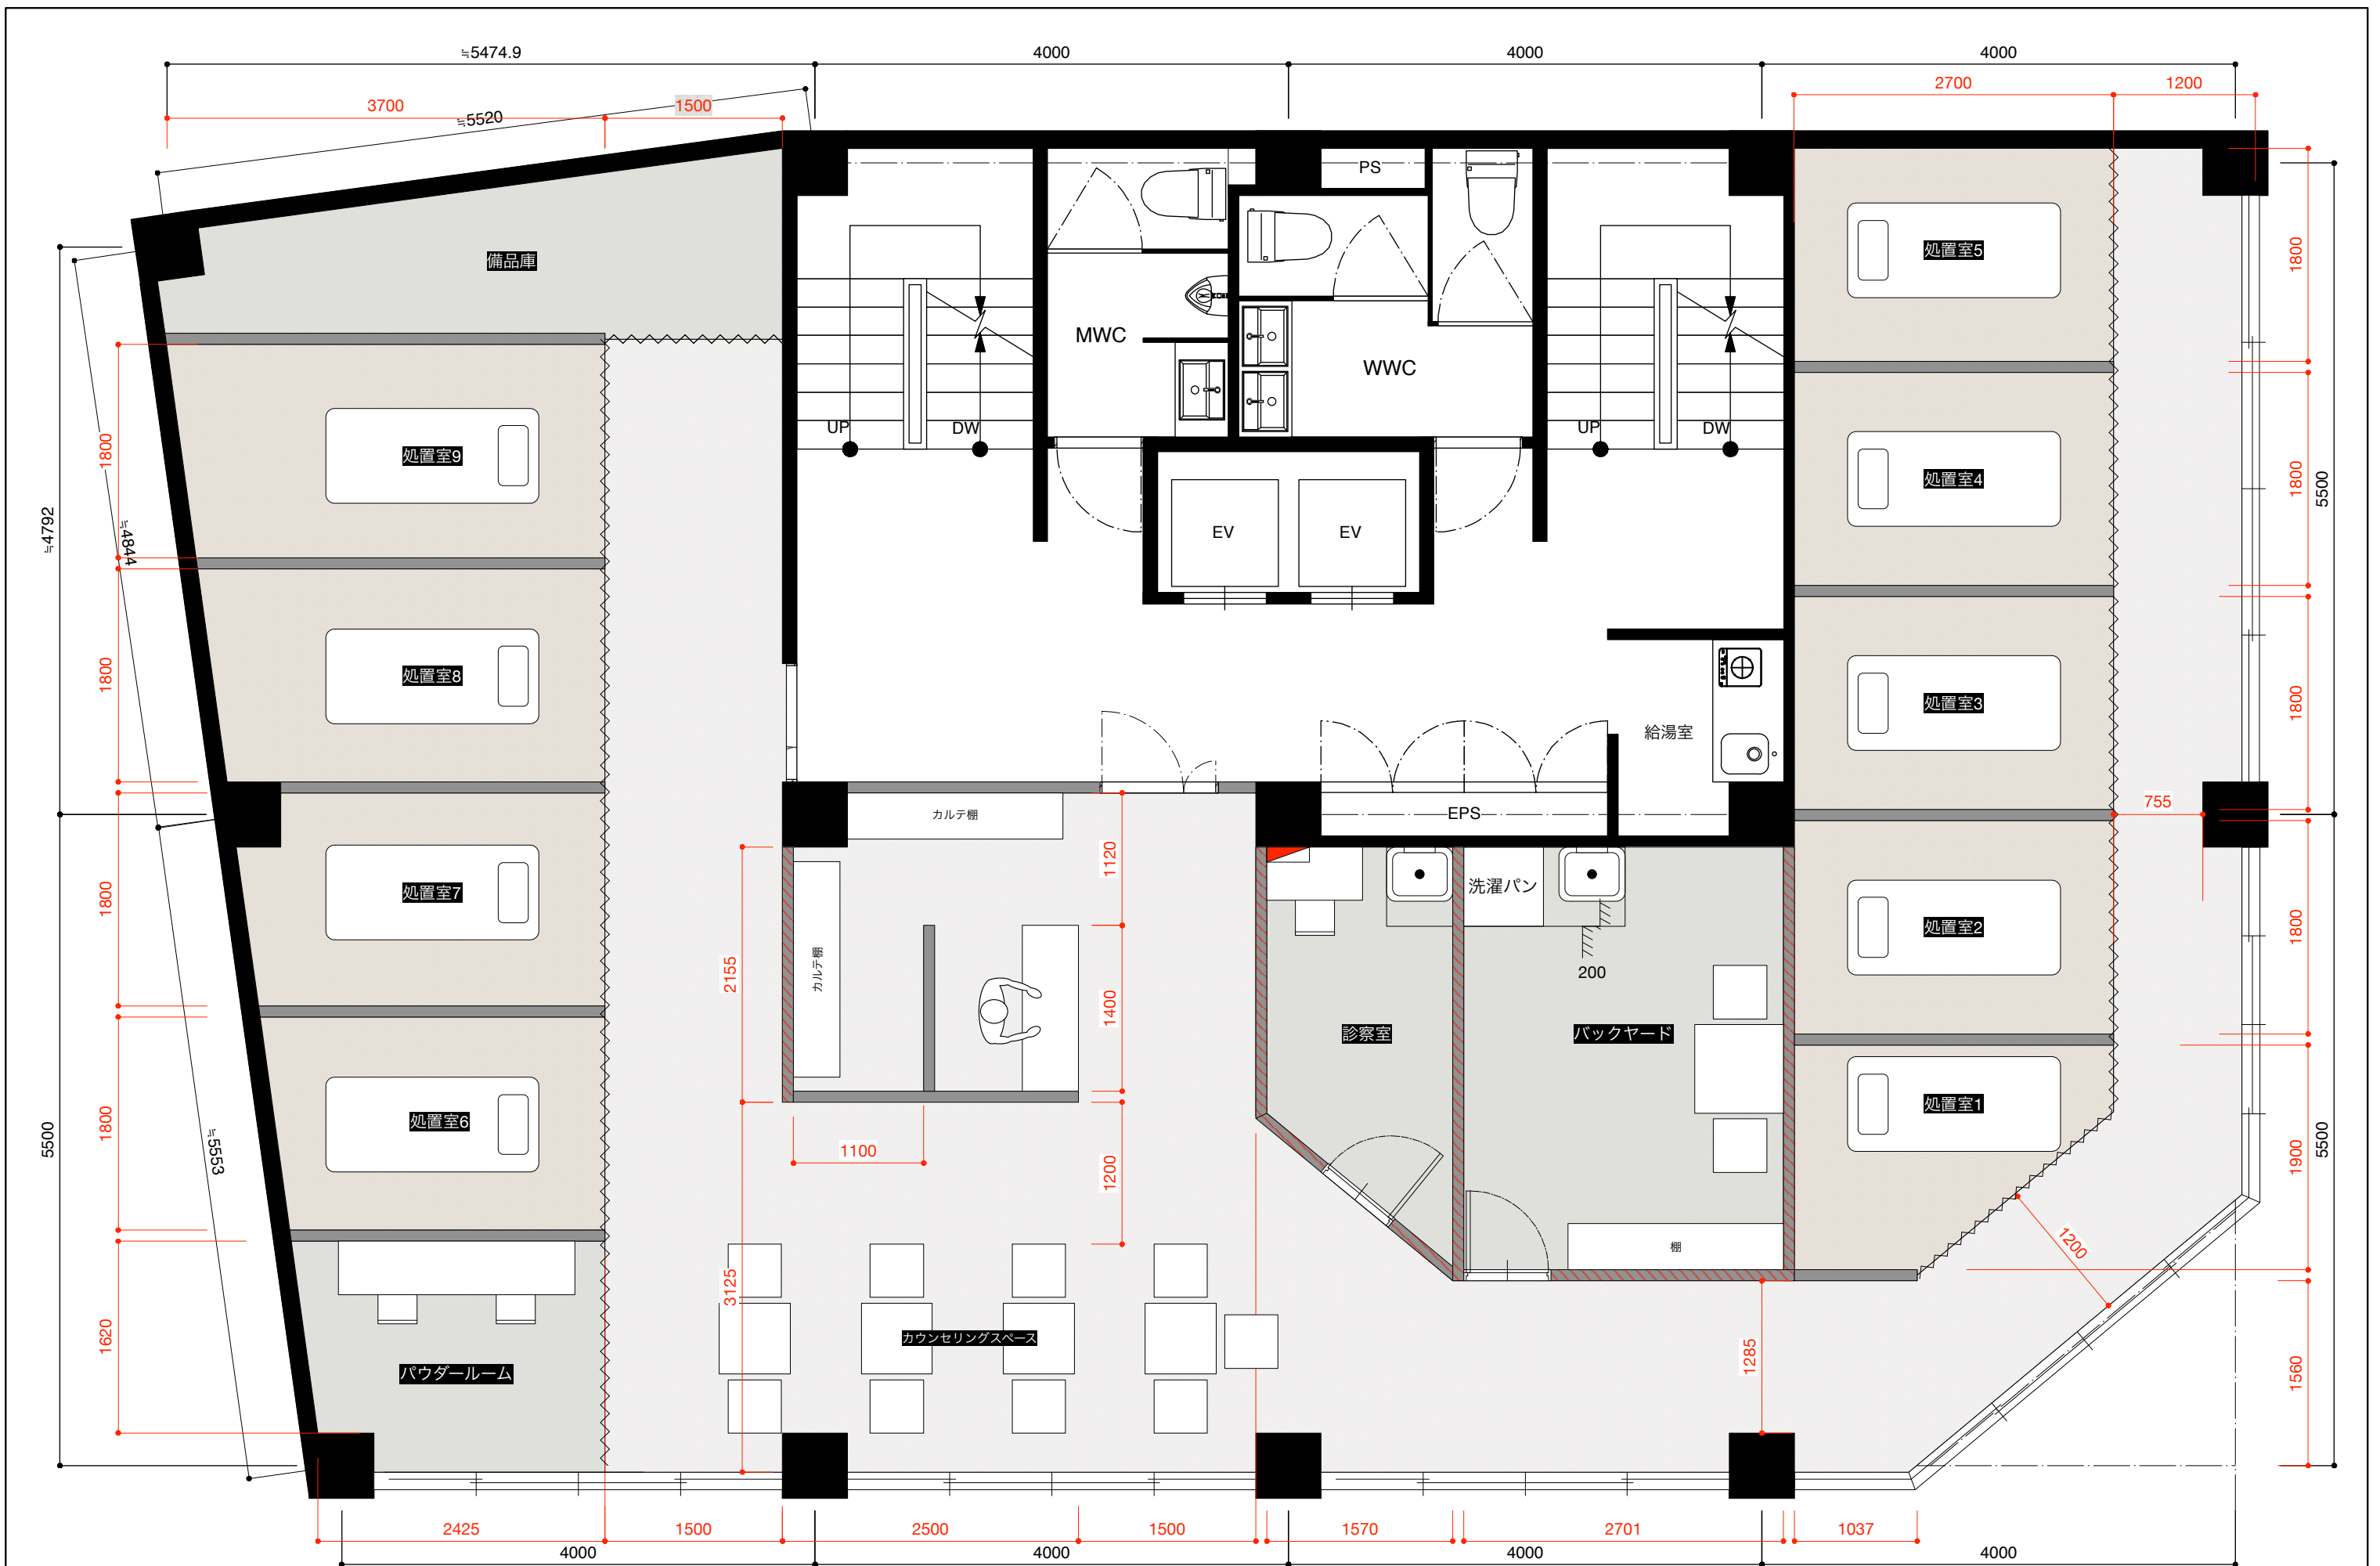 ≒5474.9
4000
4000
4000
3700
1500
≒5520
2700
1200
PS
備品庫
処置室5
1800
MWC
WWC
UP
DW
UP
DW
処置室9
1800
処置室4
1800
5500
≒4792
≒4844
EV
EV
処置室8
1800
処置室3
1800
給湯室
755
カルテ棚
EPS
1120
処置室7
1800
洗濯パン
処置室2
1800
2155
カルテ棚
200
1400
診察室
バックヤード
処置室6
1800
処置室1
5500
≒5553
1100
1200
1900
5500
1200
棚
3125
1620
カウンセリングスペース
1285
1560
パウダールーム
2425
1500
2500
1500
1570
2701
1037
4000
4000
4000
4000